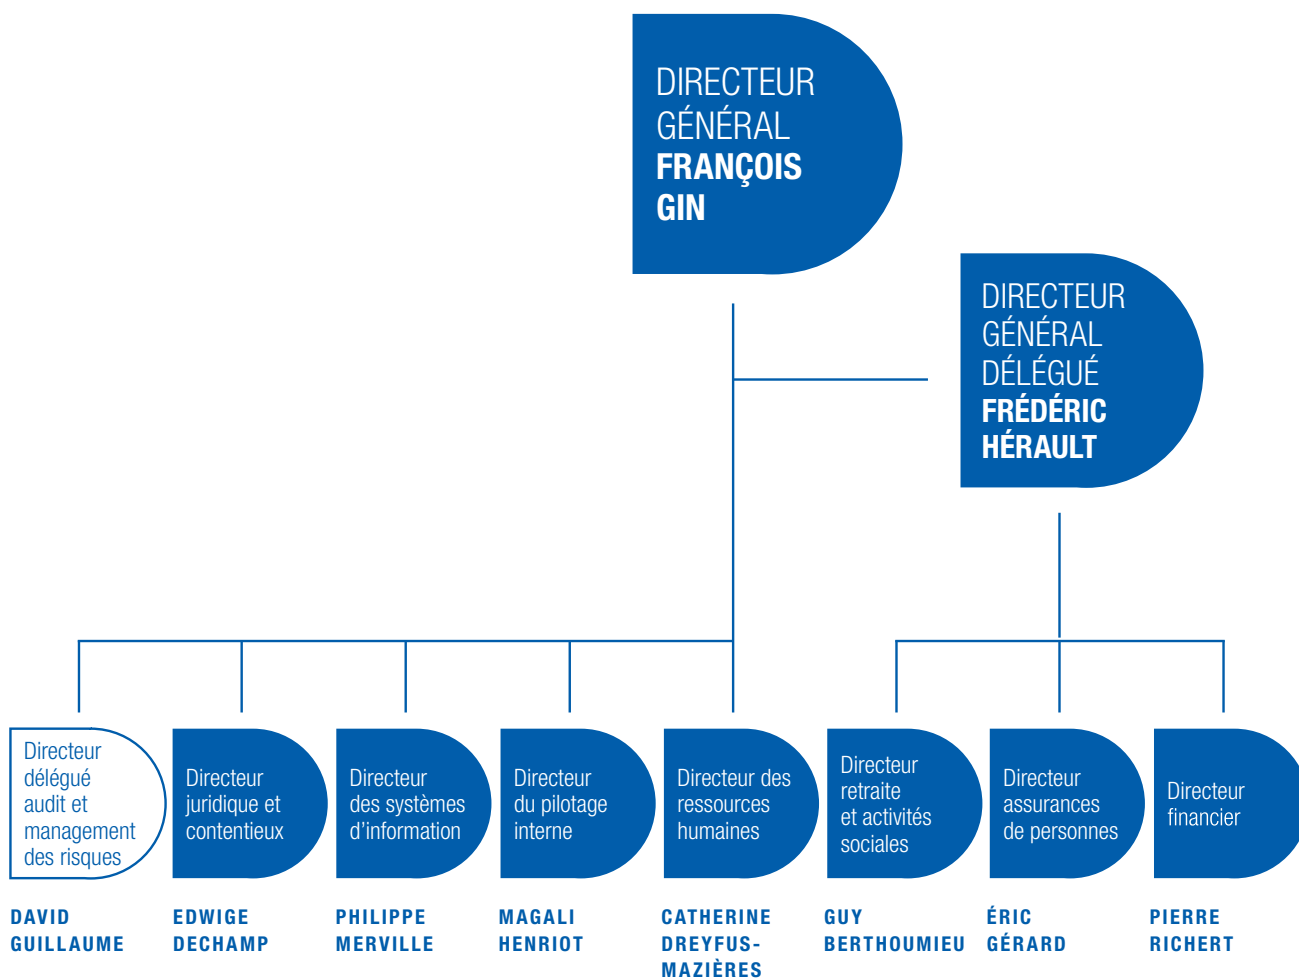 DIRECTEUR
GÉNÉRAL
FRANÇOIS
GIN
DIRECTEUR
GÉNÉRAL
DÉLÉGUÉ
FRÉDÉRIC
HÉRAULT
Directeur
délégué
audit et
management
des risques
DAVID
GUILLAUME
Directeur
juridique et
contentieux
EDWIGE
DECHAMP
Directeur
des systèmes
d’information
PHILIPPE
MERVILLE
Directeur
du pilotage
interne
MAGALI
HENRIOT
Directeur des
ressources
humaines
CATHERINE
DREYFUS-
MAZIÈRES
Directeur
retraite
et activités
sociales
GUY
BERTHOUMIEU
Directeur
assurances
de personnes
ÉRIC
GÉRARD
Directeur
financier
PIERRE
RICHERT